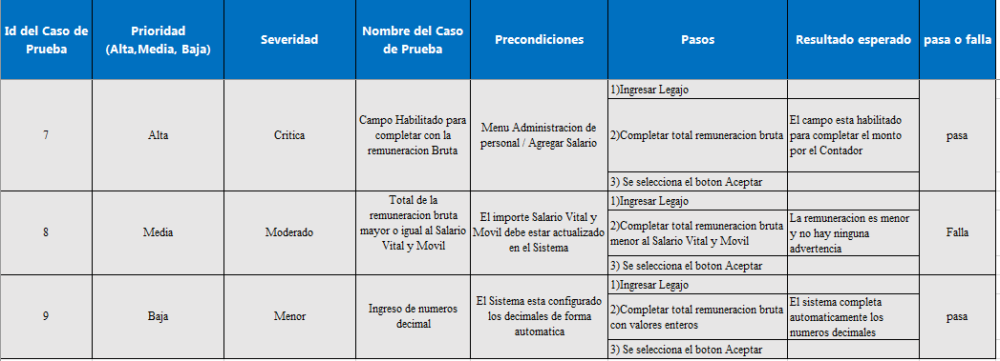 Id del Caso de
Prueba
Prioridad
(Alta,Media, Baja)
Severidad
Nombre del Caso
de Prueba
Precondiciones
Pasos
Resultado esperado
pasa o falla
7
Alta
Critica
Campo Habilitado para
completar con la
remuneracion Bruta
Menu Administracion de
personal / Agregar Salario
1)Ingresar Legajo
2)Completar total remuneracion bruta
3) Se selecciona el boton Aceptar
El campo esta habilitado
para completar el monto
por el Contador
pasa
8
Media
Moderado
Total de la
remuneracion bruta
mayor o igual al Salario
Vital y Movil
El importe Salario Vital y
Movil debe estar actualizado
en el Sistema
1)Ingresar Legajo
2)Completar total remuneracion bruta
menor al Salario Vital y Movil
3) Se selecciona el boton Aceptar
La remuneracion es menor
y no hay ninguna
advertencia
Falla
9
Baja
Menor
Ingreso de numeros
decimal
El Sistema esta configurado
los decimales de forma
automatica
1)Ingresar Legajo
2)Completar total remuneracion bruta
con valores enteros
3) Se selecciona el boton Aceptar
El sistema completa
automaticamente los
numeros decimales
pasa